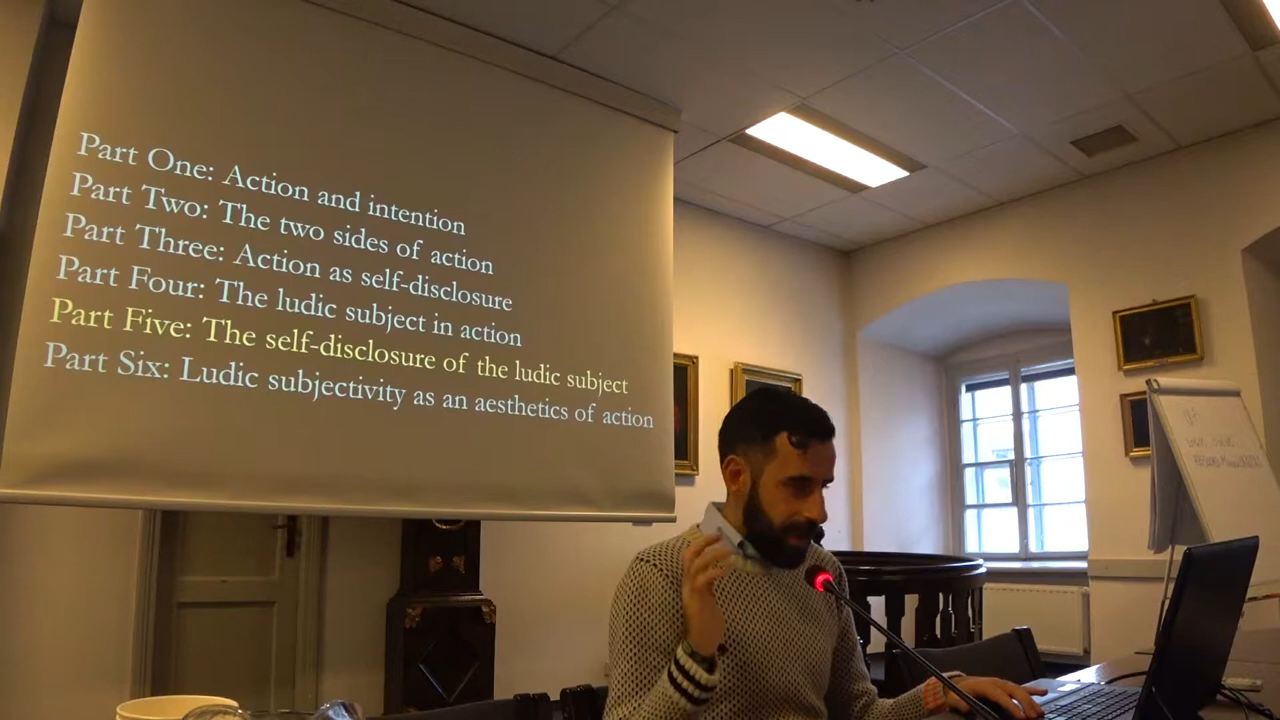 Part One: Action and intention
Part Two: The two sides of action
Part Three: Action as self-disclosure
Part Four: The ludic subject in action
Part Five: The self-disclosure of the ludic subject
Part Six: Ludic subjectivity as an aesthetics of action